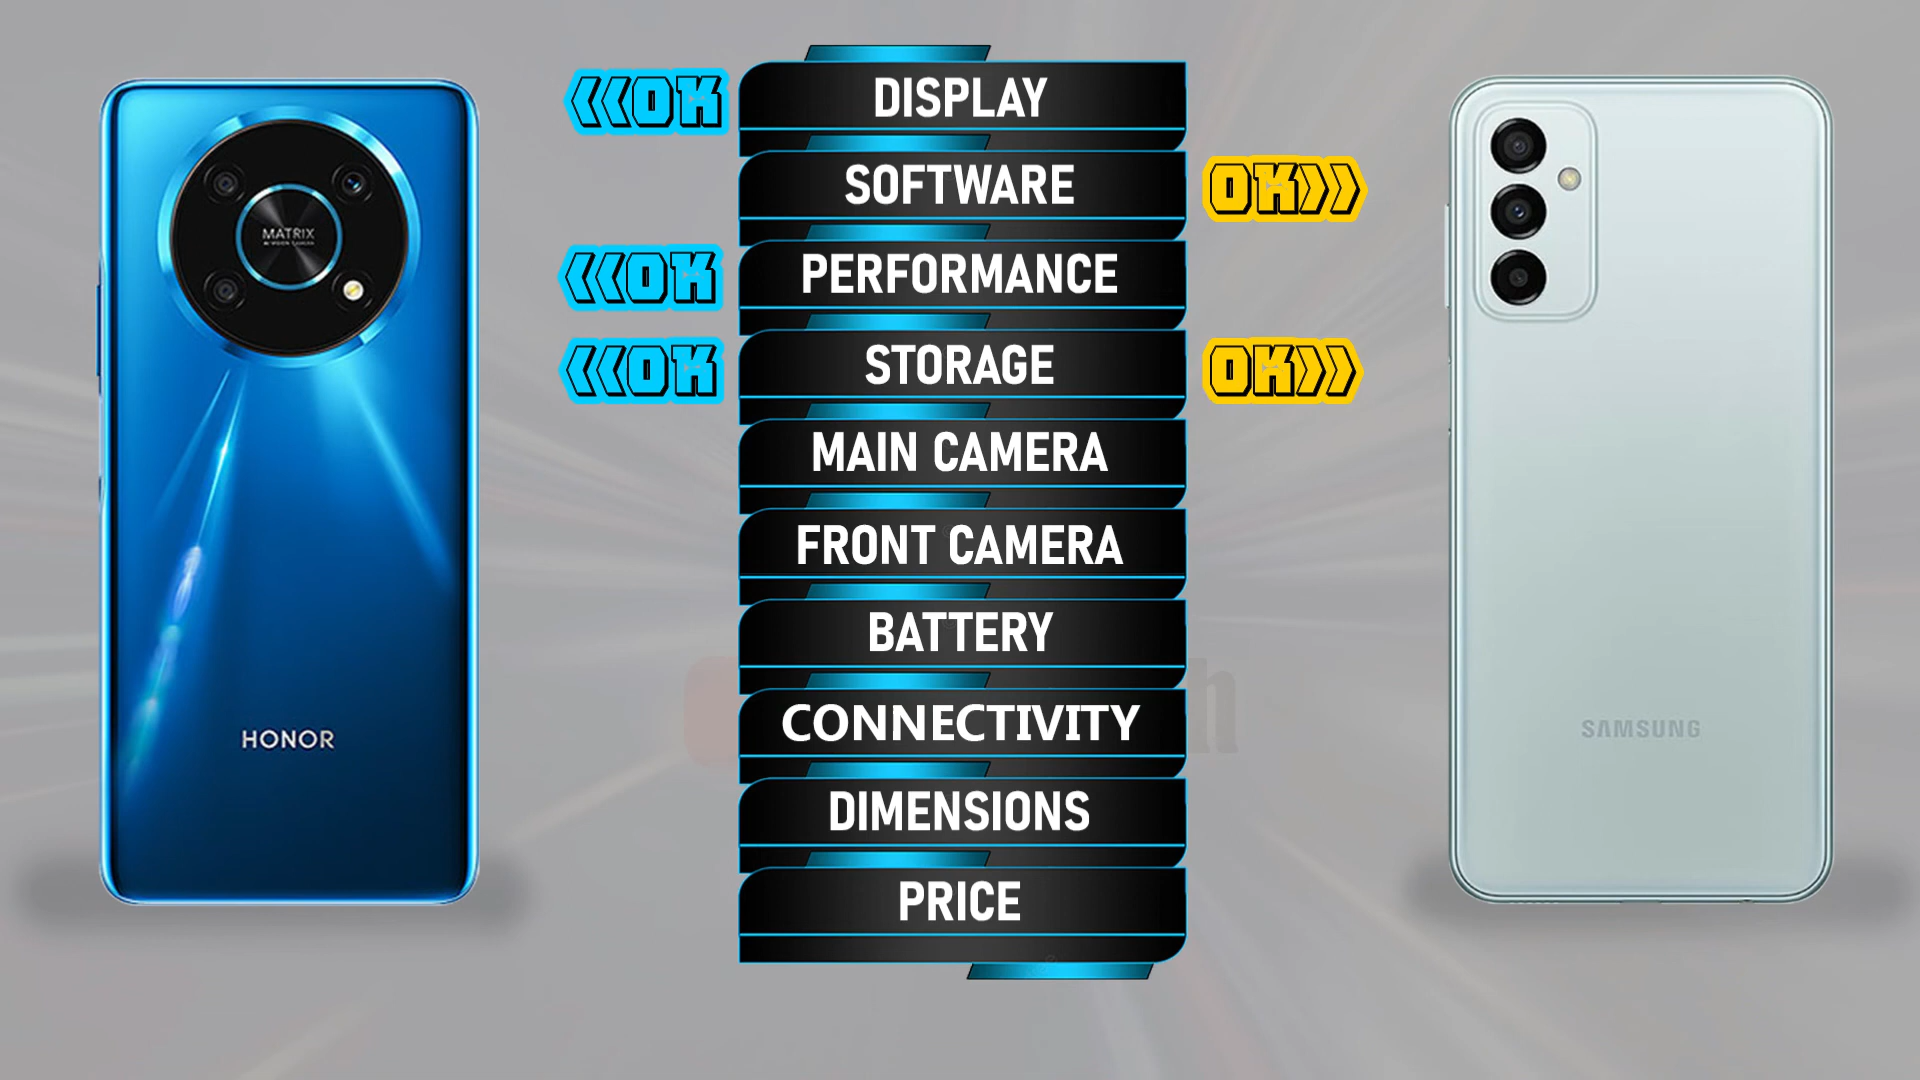 <<OK DISPLAY
SOFTWARE OK>>
<<OK PERFORMANCE
<<OK STORAGE OK>>
MAIN CAMERA
FRONT CAMERA
BATTERY
CONNECTIVITY
DIMENSIONS
PRICE
MATRIX
HONOR
SAMSUNG